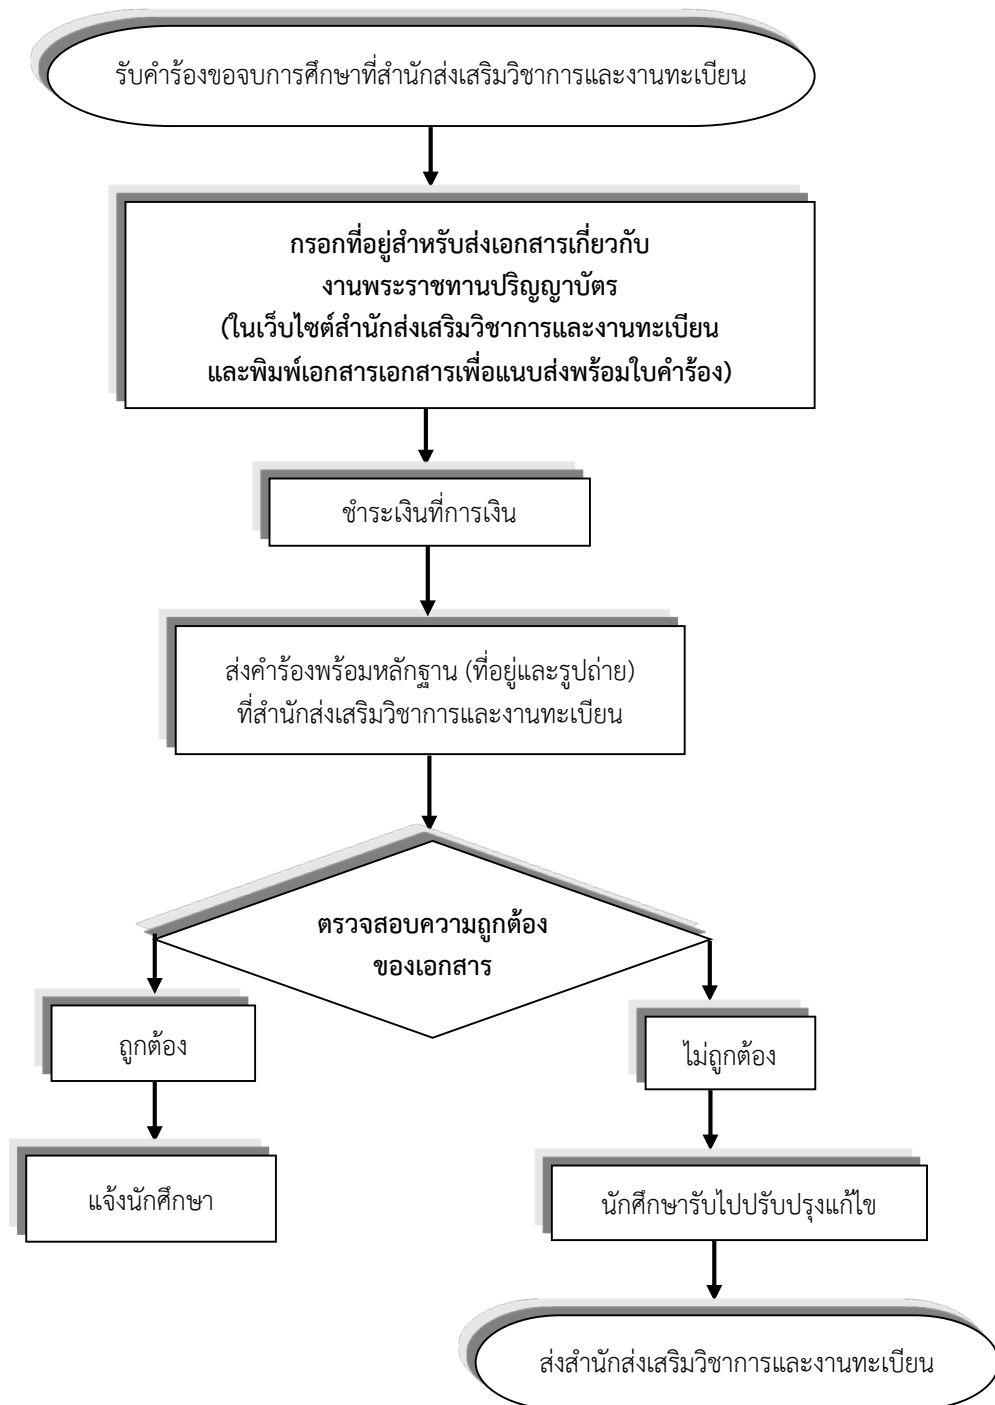 รับคำร้องขอจบการศึกษาที่สำนักส่งเสริมวิชาการและงานทะเบียน
กรอกที่อยู่สำหรับส่งเอกสารเกี่ยวกับ
งานพระราชทานปริญญาบัตร
(ในเว็บไซต์สำนักส่งเสริมวิชาการและงานทะเบียน
และพิมพ์เอกสารเอกสารเพื่อแนบส่งพร้อมใบคำร้อง)
ชำระเงินที่การเงิน
ส่งคำร้องพร้อมหลักฐาน (ที่อยู่และรูปถ่าย)
ที่สำนักส่งเสริมวิชาการและงานทะเบียน
ตรวจสอบความถูกต้อง
ของเอกสาร
ถูกต้อง
ไม่ถูกต้อง
แจ้งนักศึกษา
นักศึกษารับไปปรับปรุงแก้ไข
ส่งสำนักส่งเสริมวิชาการและงานทะเบียน